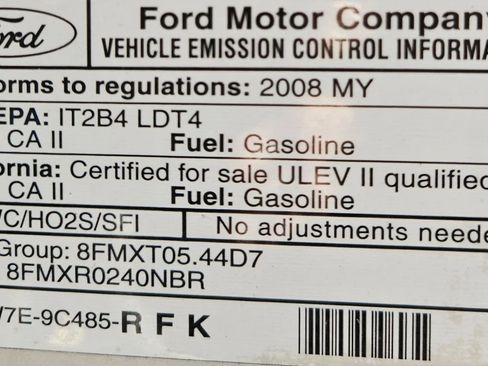 Ford
Ford Motor Company
VEHICLE EMISSION CONTROL INFORMA
orms to regulations: 2008 MY
EPA: IT2B4 LDT4
CA II Fuel: Gasoline
ornia: Certified for sale ULEV II qualified
CA II Fuel: Gasoline
/C/HO2S/SFI No adjustments neede
Group: 8FMXT05.44D7
8FMXR0240NBR
7E-9C485-R F K